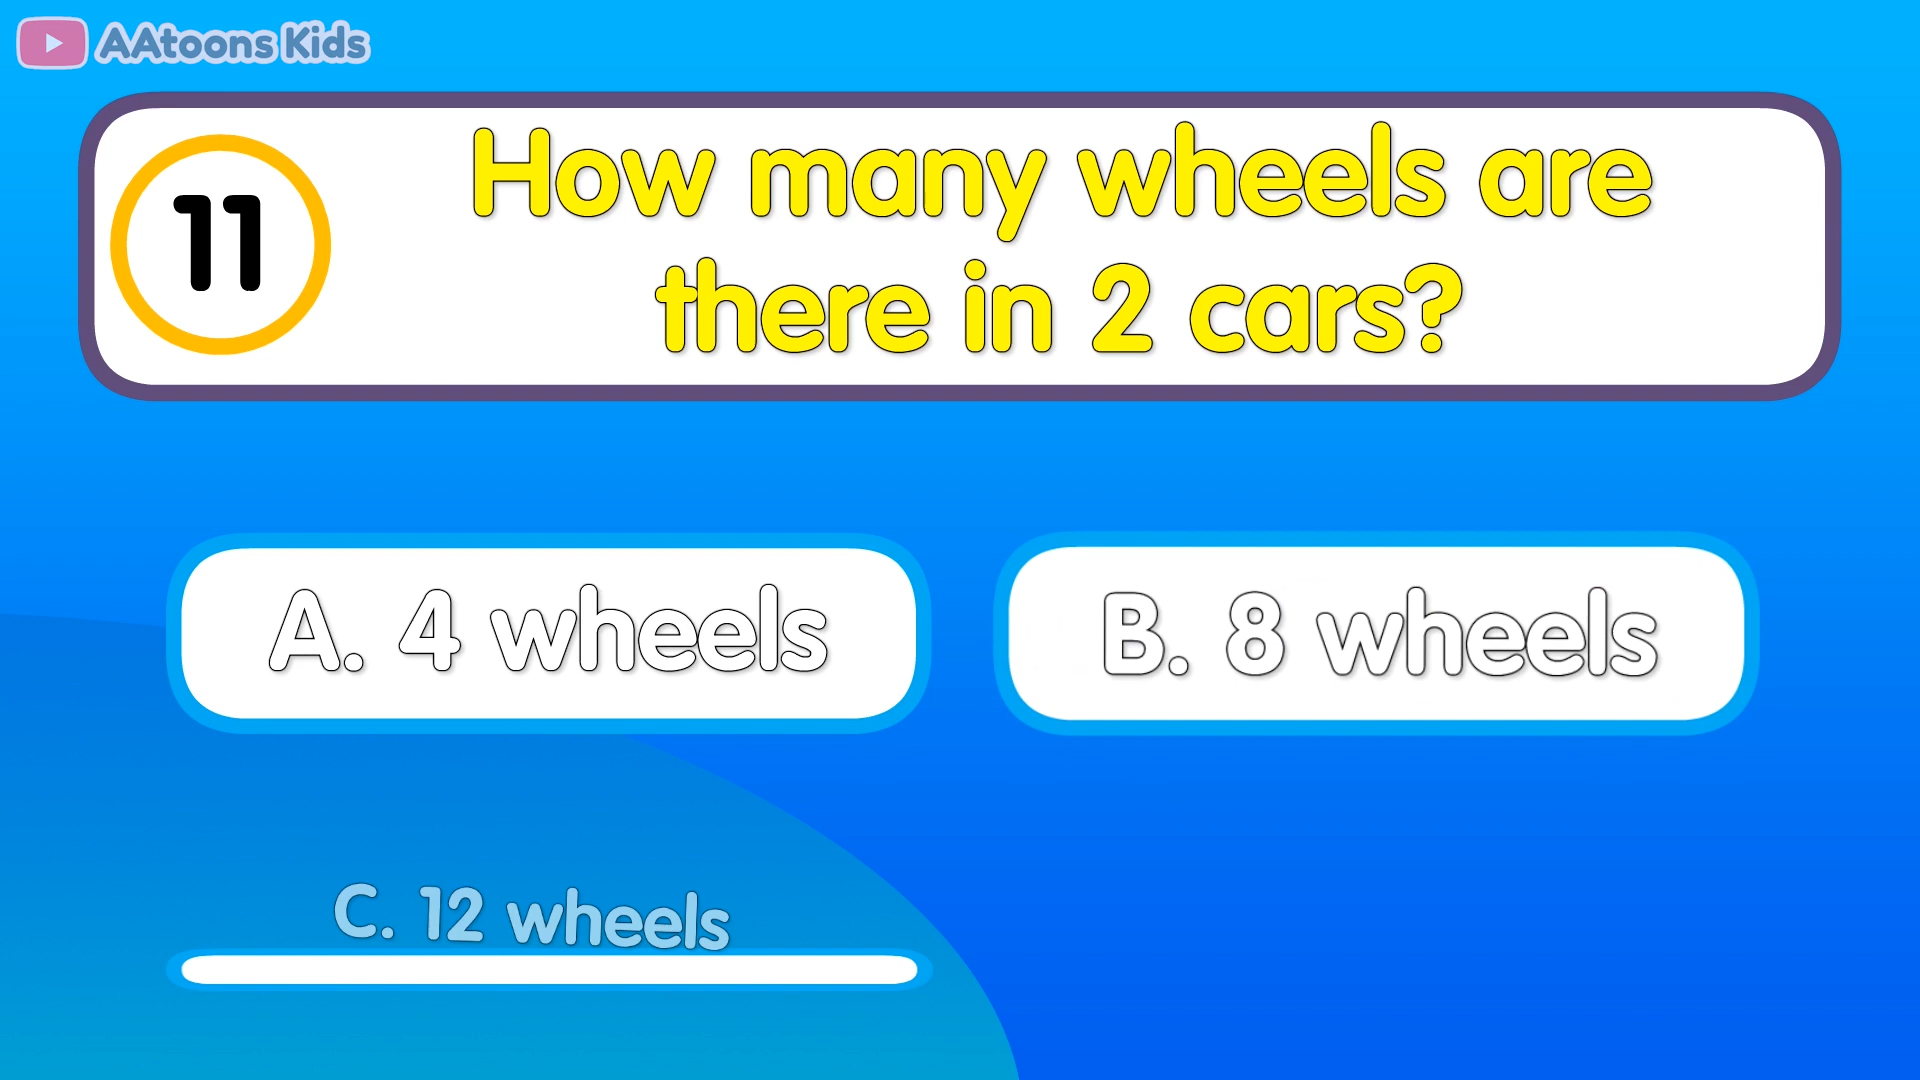 AAtoons Kids
11
How many wheels are
there in 2 cars?
A. 4 wheels
B. 8 wheels
C. 12 wheels